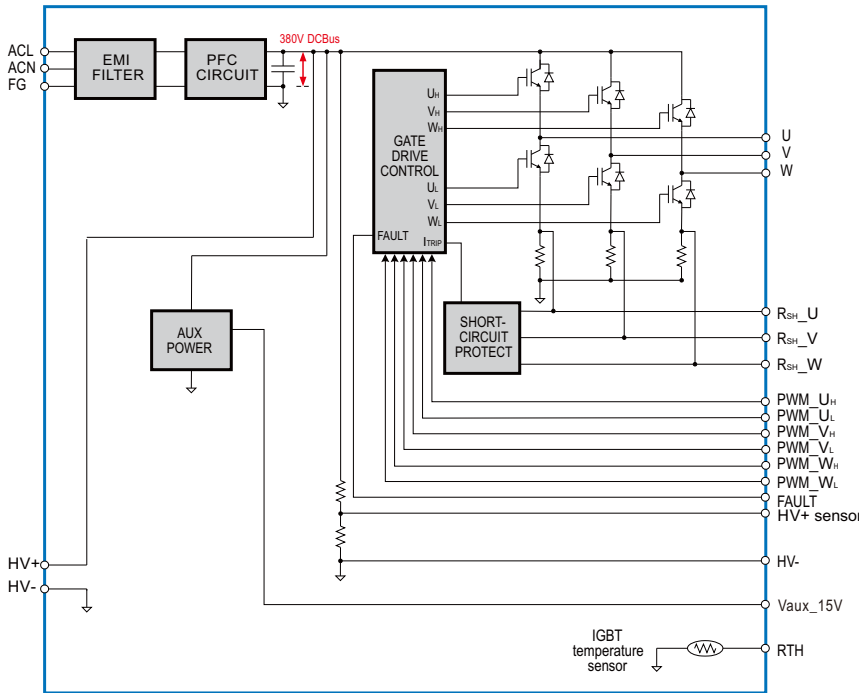 380V DCBus
ACL
ACN
FG
EMI
FILTER
PFC
CIRCUIT
UH
VH
WH
GATE
DRIVE
CONTROL
UL
VL
WL
FAULT
ITRIP
U
V
W
AUX
POWER
SHORT-
CIRCUIT
PROTECT
RSH_U
RSH_V
RSH_W
PWM_UH
PWM_UL
PWM_VH
PWM_VL
PWM_WH
PWM_WL
FAULT
HV+ sensor
HV+
HV-
HV-
Vaux_15V
IGBT
temperature
sensor
RTH